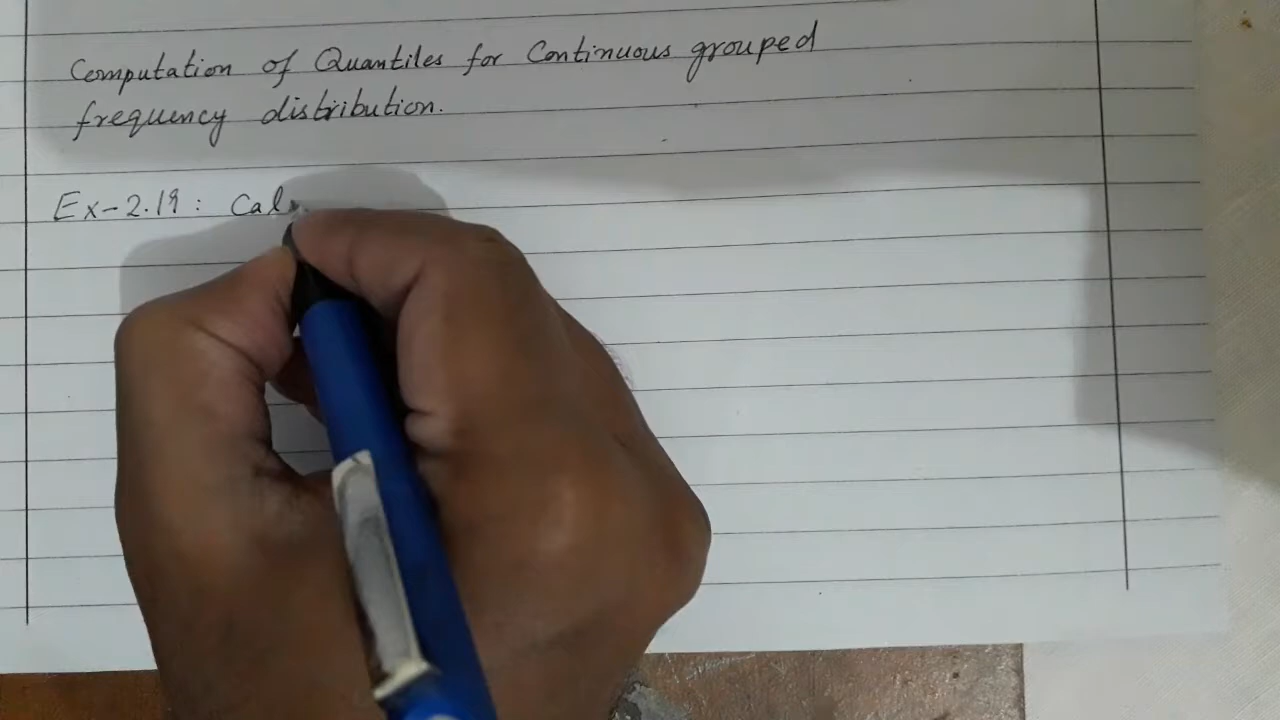 Computation of Quantiles for Continuous grouped
frequency distribution.
Ex-2.19: Cal